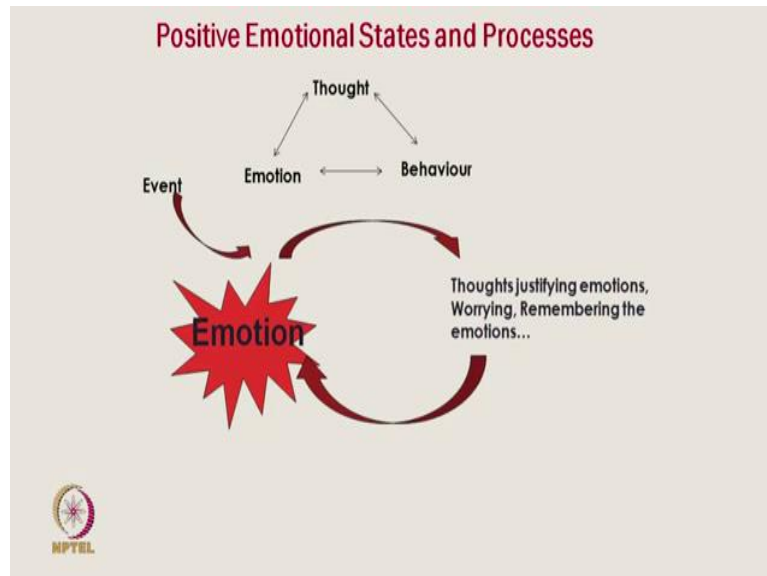 Positive Emotional States and Processes
Thought
Emotion
Behaviour
Event
Emotion
Thoughts justifying emotions,
Worrying, Remembering the
emotions...
NPTEL